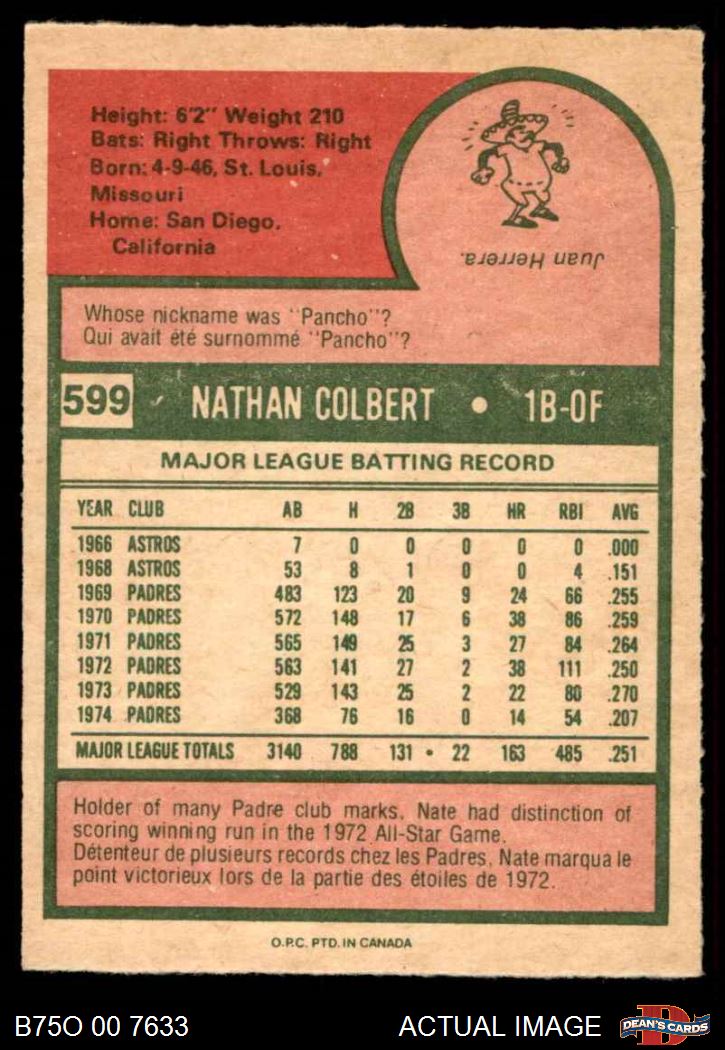 Height: 6'2" Weight 210
Bats: Right Throws: Right
Born: 4-9-46, St. Louis,
Missouri
Home: San Diego,
California
Juan Herrera.
Whose nickname was "Pancho"?
Qui avait été surnommé "Pancho"?
599 NATHAN COLBERT • 1B-OF
MAJOR LEAGUE BATTING RECORD
YEAR CLUB AB H 2B 3B HR RBI AVG
1966 ASTROS 7 0 0 0 0 0 .000
1968 ASTROS 53 8 1 0 0 4 .151
1969 PADRES 483 123 20 9 24 66 .255
1970 PADRES 572 148 17 6 38 86 .259
1971 PADRES 565 149 25 3 27 84 .264
1972 PADRES 563 141 27 2 38 111 .250
1973 PADRES 529 143 25 2 22 80 .270
1974 PADRES 368 76 16 0 14 54 .207
MAJOR LEAGUE TOTALS 3140 788 131 22 163 485 .251
Holder of many Padre club marks, Nate had distinction of
scoring winning run in the 1972 All-Star Game.
Détenteur de plusieurs records chez les Padres, Nate marqua le
point victorieux lors de la partie des étoiles de 1972.
O.P.C. PTD. IN CANADA
B75O 00 7633 ACTUAL IMAGE D DEAN'S CARDS